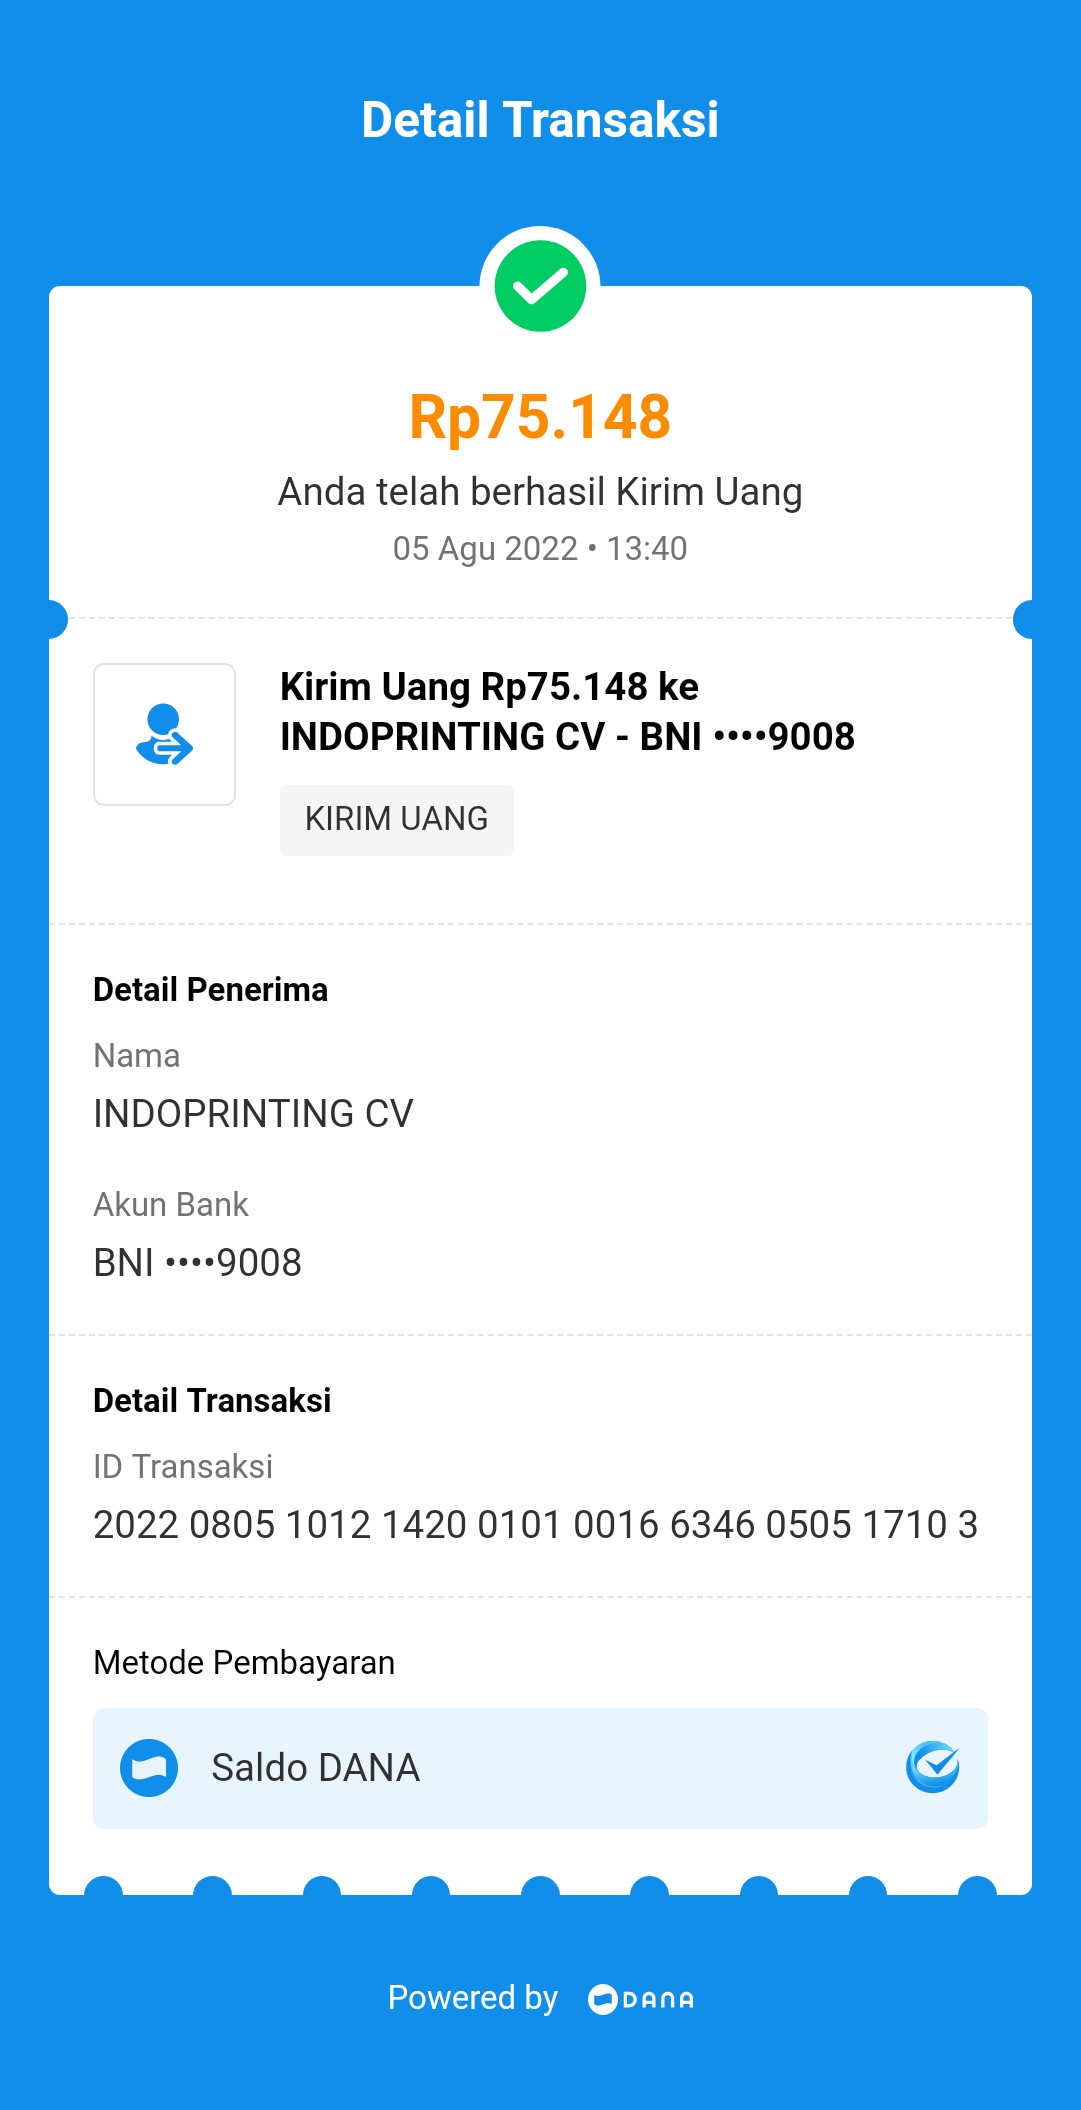 Detail Transaksi
Rp75.148
Anda telah berhasil Kirim Uang
05 Agu 2022 • 13:40
Kirim Uang Rp75.148 ke
INDOPRINTING CV - BNI ••••9008
KIRIM UANG
Detail Penerima
Nama
INDOPRINTING CV
Akun Bank
BNI ••••9008
Detail Transaksi
ID Transaksi
2022 0805 1012 1420 0101 0016 6346 0505 1710 3
Metode Pembayaran
Saldo DANA
Powered by DANA